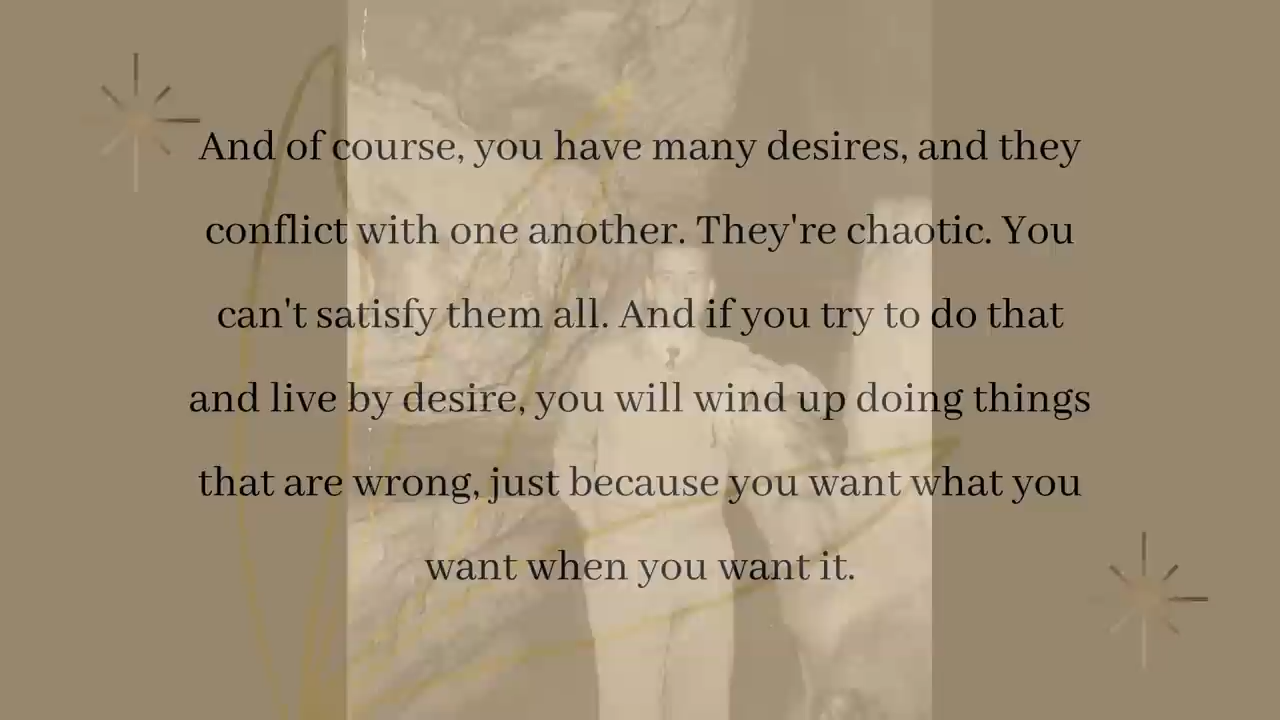 And of course, you have many desires, and they
conflict with one another. They're chaotic. You
can't satisfy them all. And if you try to do that
and live by desire, you will wind up doing things
that are wrong, just because you want what you
want when you want it.